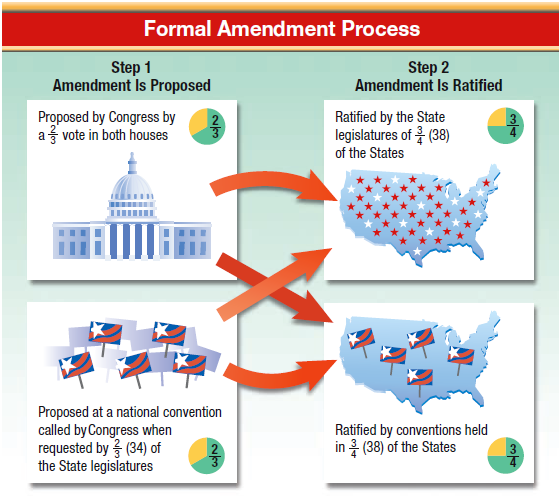 Formal Amendment Process
Step 1
Amendment Is Proposed
Proposed by Congress by
a 2/3 vote in both houses
2/3
Proposed at a national convention
called by Congress when
requested by 2/3 (34) of
the State legislatures
2/3
Step 2
Amendment Is Ratified
Ratified by the State
legislatures of 3/4 (38)
of the States
3/4
Ratified by conventions held
in 3/4 (38) of the States
3/4